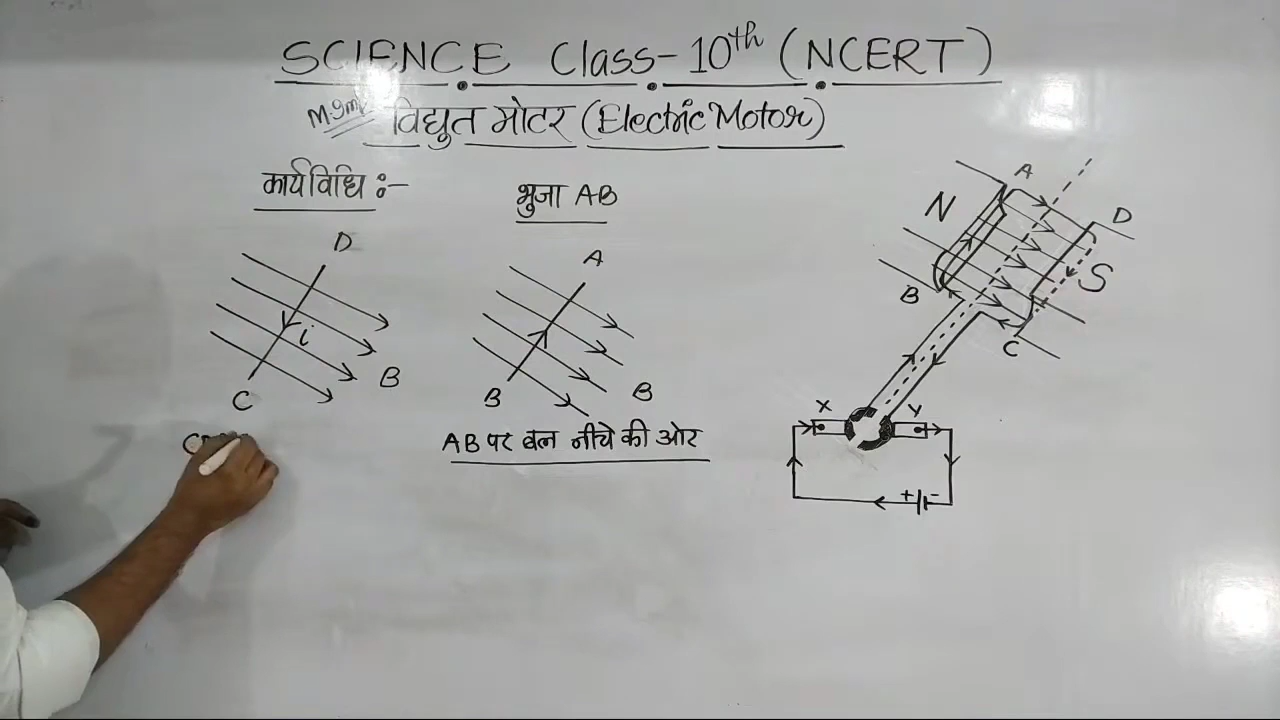 SCIENCE Class-10th (NCERT)
विद्युत मोटर (Electric Motor)
कार्यविधि :-
भुजा AB
D
i
B
C
A
B
B
AB पर बल नीचे की ओर
A
N
D
S
B
C
X
Y
+ -